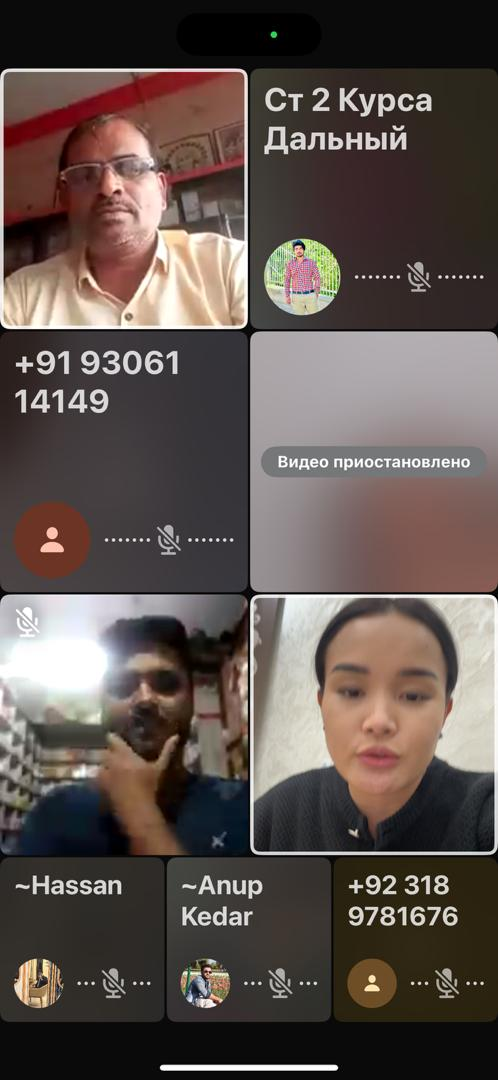 Ст 2 Курса
Дальный
+91 93061
14149
Видео приостановлено
~Hassan
~Anup
Kedar
+92 318
9781676